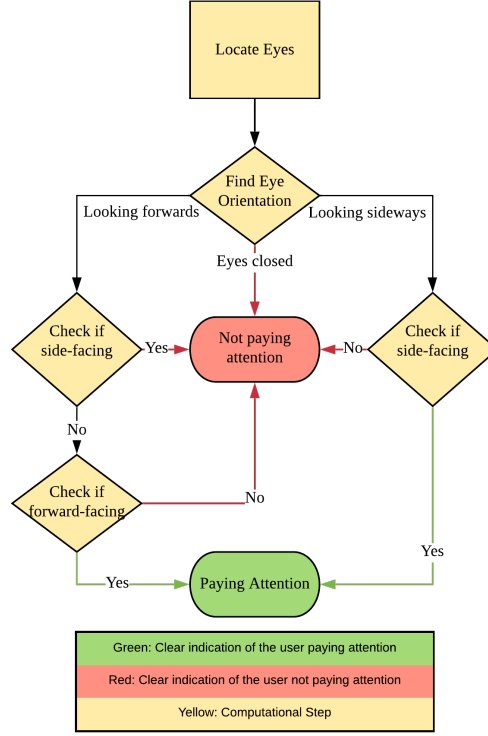 Locate Eyes
Find Eye
Orientation
Looking forwards
Looking sideways
Eyes closed
Check if
side-facing
Yes
Not paying
attention
No
Check if
side-facing
No
Check if
forward-facing
No
Yes
Yes
Paying Attention
Green: Clear indication of the user paying attention
Red: Clear indication of the user not paying attention
Yellow: Computational Step